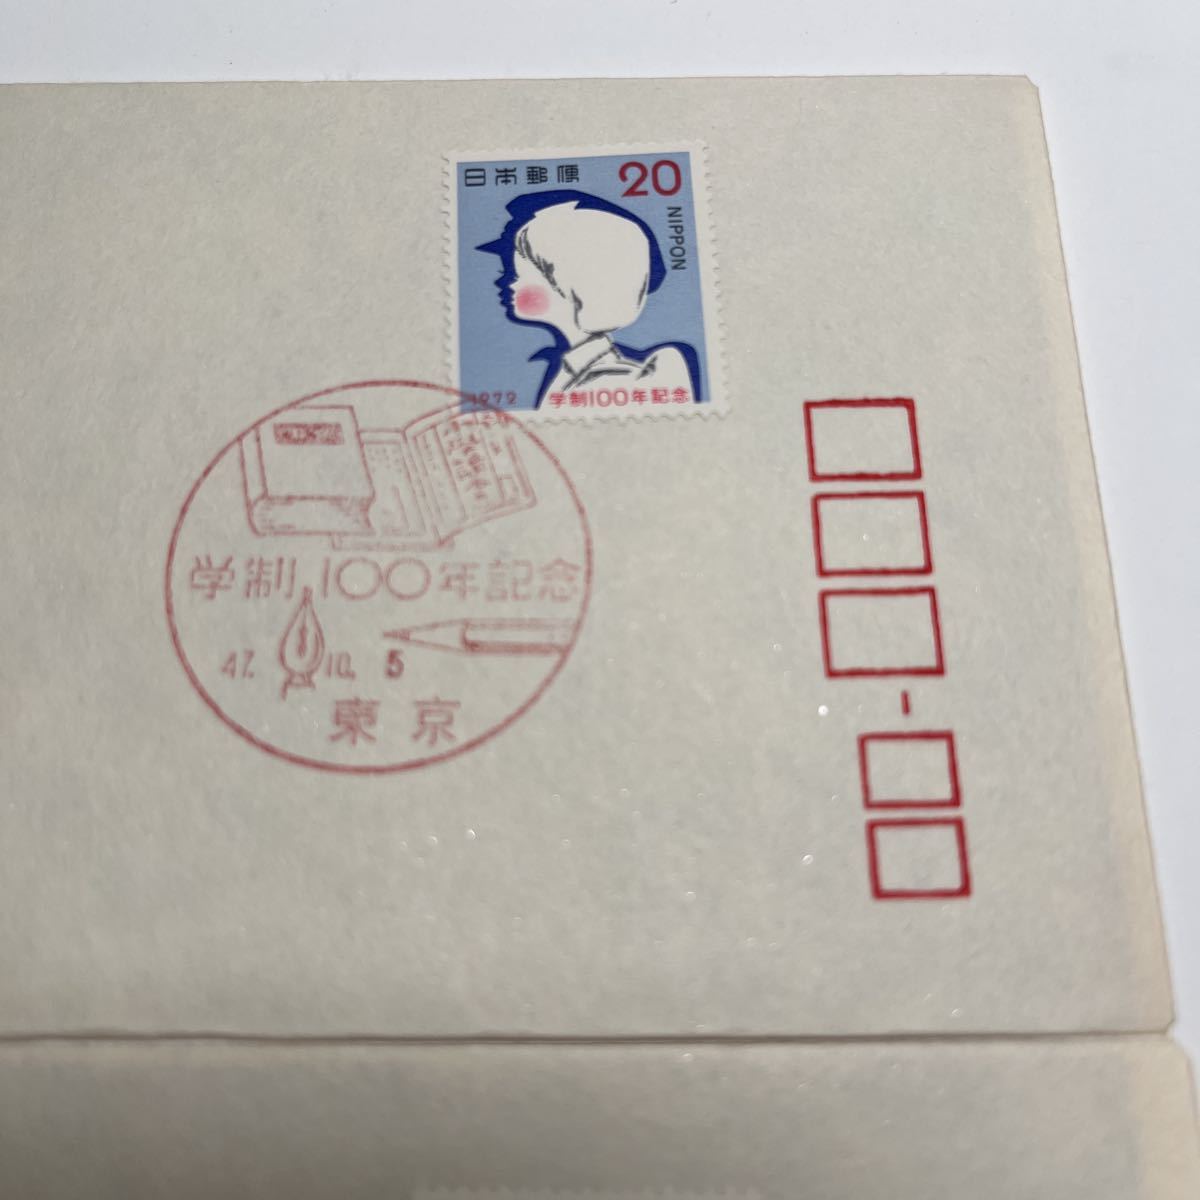 日本郵便 20
NIPPON
1972 学制100年記念
学制100年記念
47. 10. 5
東京